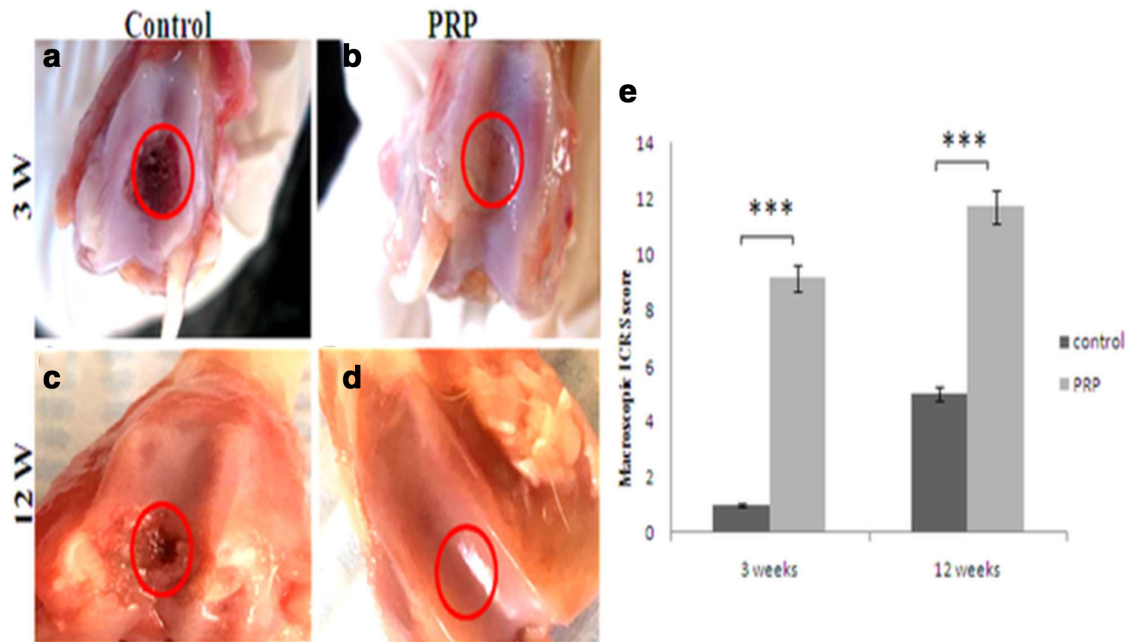 Control
PRP
a
b
3 W
c
d
12 W
e
Macroscopic ICRS score
14
12
10
8
6
4
2
0
***
***
3 weeks
12 weeks
control
PRP